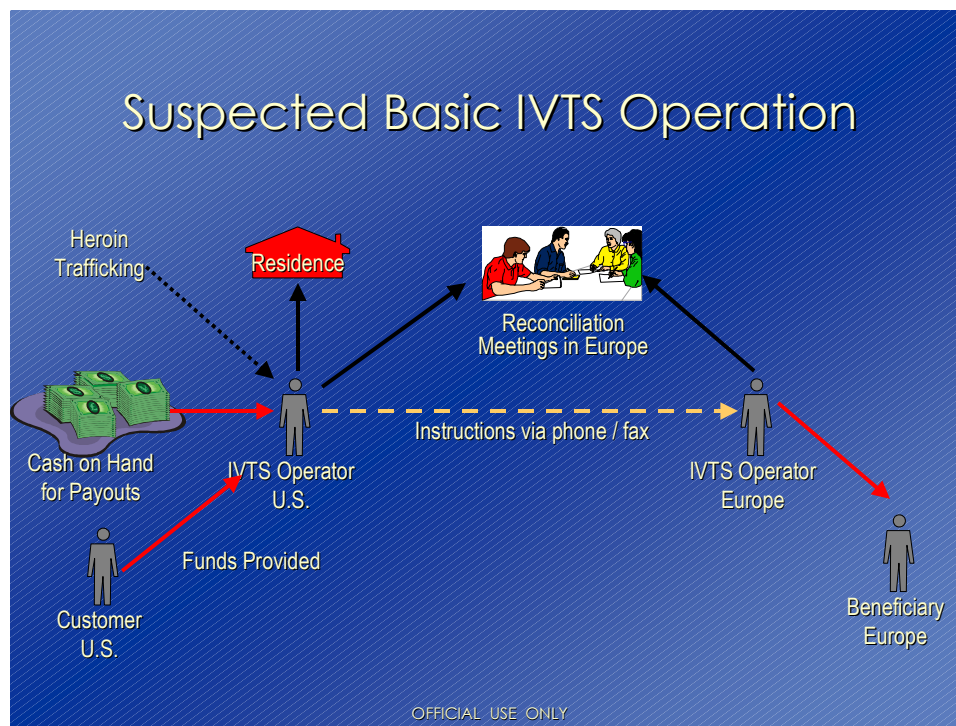 Suspected Basic IVTS Operation
Heroin
Trafficking
Residence
Reconciliation
Meetings in Europe
Instructions via phone / fax
Cash on Hand
for Payouts
IVTS Operator
U.S.
IVTS Operator
Europe
Funds Provided
Customer
U.S.
Beneficiary
Europe
OFFICIAL USE ONLY